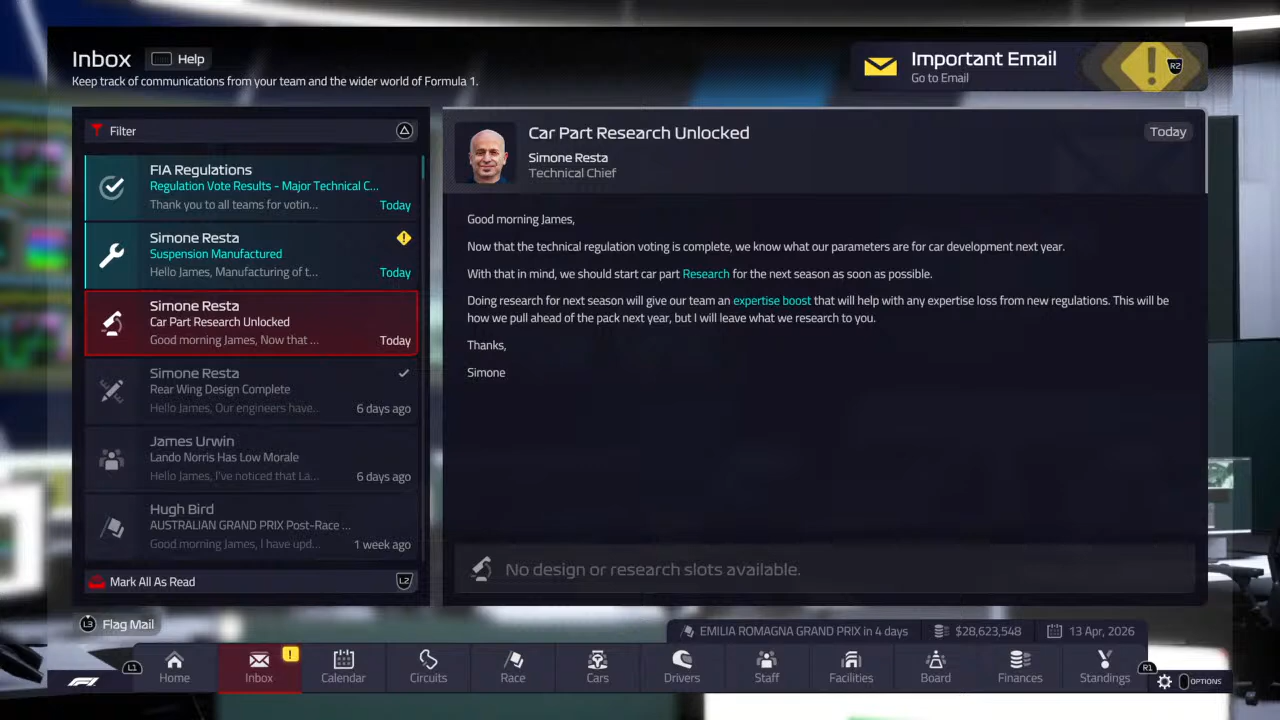 Inbox
Help
Keep track of communications from your team and the wider world of Formula 1.
Important Email
Go to Email
R2
Filter
FIA Regulations
Regulation Vote Results - Major Technical C...
Thank you to all teams for votin...
Today
Simone Resta
Suspension Manufactured
Hello James, Manufacturing of t...
Today
Simone Resta
Car Part Research Unlocked
Good morning James, Now that ...
Today
Simone Resta
Rear Wing Design Complete
Hello James, Our engineers have...
6 days ago
James Urwin
Lando Norris Has Low Morale
Hello James, I've noticed that La...
6 days ago
Hugh Bird
AUSTRALIAN GRAND PRIX Post-Race ...
Good morning James, I have upd...
1 week ago
Mark All As Read
L2
Car Part Research Unlocked
Today
Simone Resta
Technical Chief
Good morning James,
Now that the technical regulation voting is complete, we know what our parameters are for car development next year.
With that in mind, we should start car part Research for the next season as soon as possible.
Doing research for next season will give our team an expertise boost that will help with any expertise loss from new regulations. This will be
how we pull ahead of the pack next year, but I will leave what we research to you.
Thanks,
Simone
No design or research slots available.
L3
Flag Mail
EMILIA ROMAGNA GRAND PRIX in 4 days
$28,623,548
13 Apr, 2026
L1
Home
Inbox
Calendar
Circuits
Race
Cars
Drivers
Staff
Facilities
Board
Finances
Standings
R1
OPTIONS